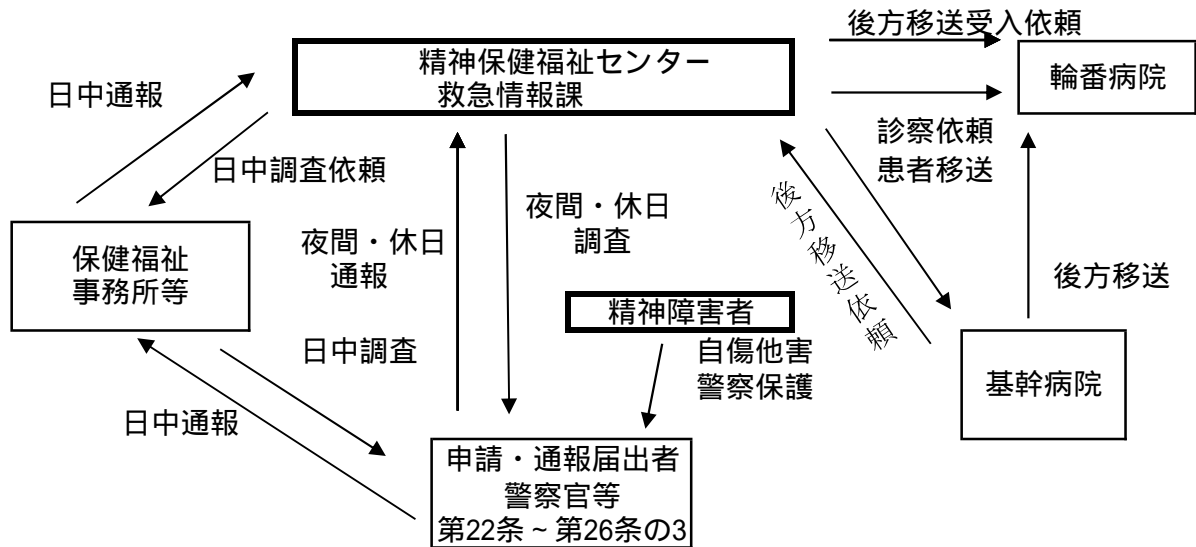 後方移送受入依頼
精神保健福祉センター
救急情報課
輪番病院
日中通報
診察依頼
患者移送
日中調査依頼
夜間・休日
調査
後方移送依頼
夜間・休日
通報
保健福祉
事務所等
後方移送
精神障害者
日中調査
自傷他害
警察保護
基幹病院
日中通報
申請・通報届出者
警察官等
第22条~第26条の3